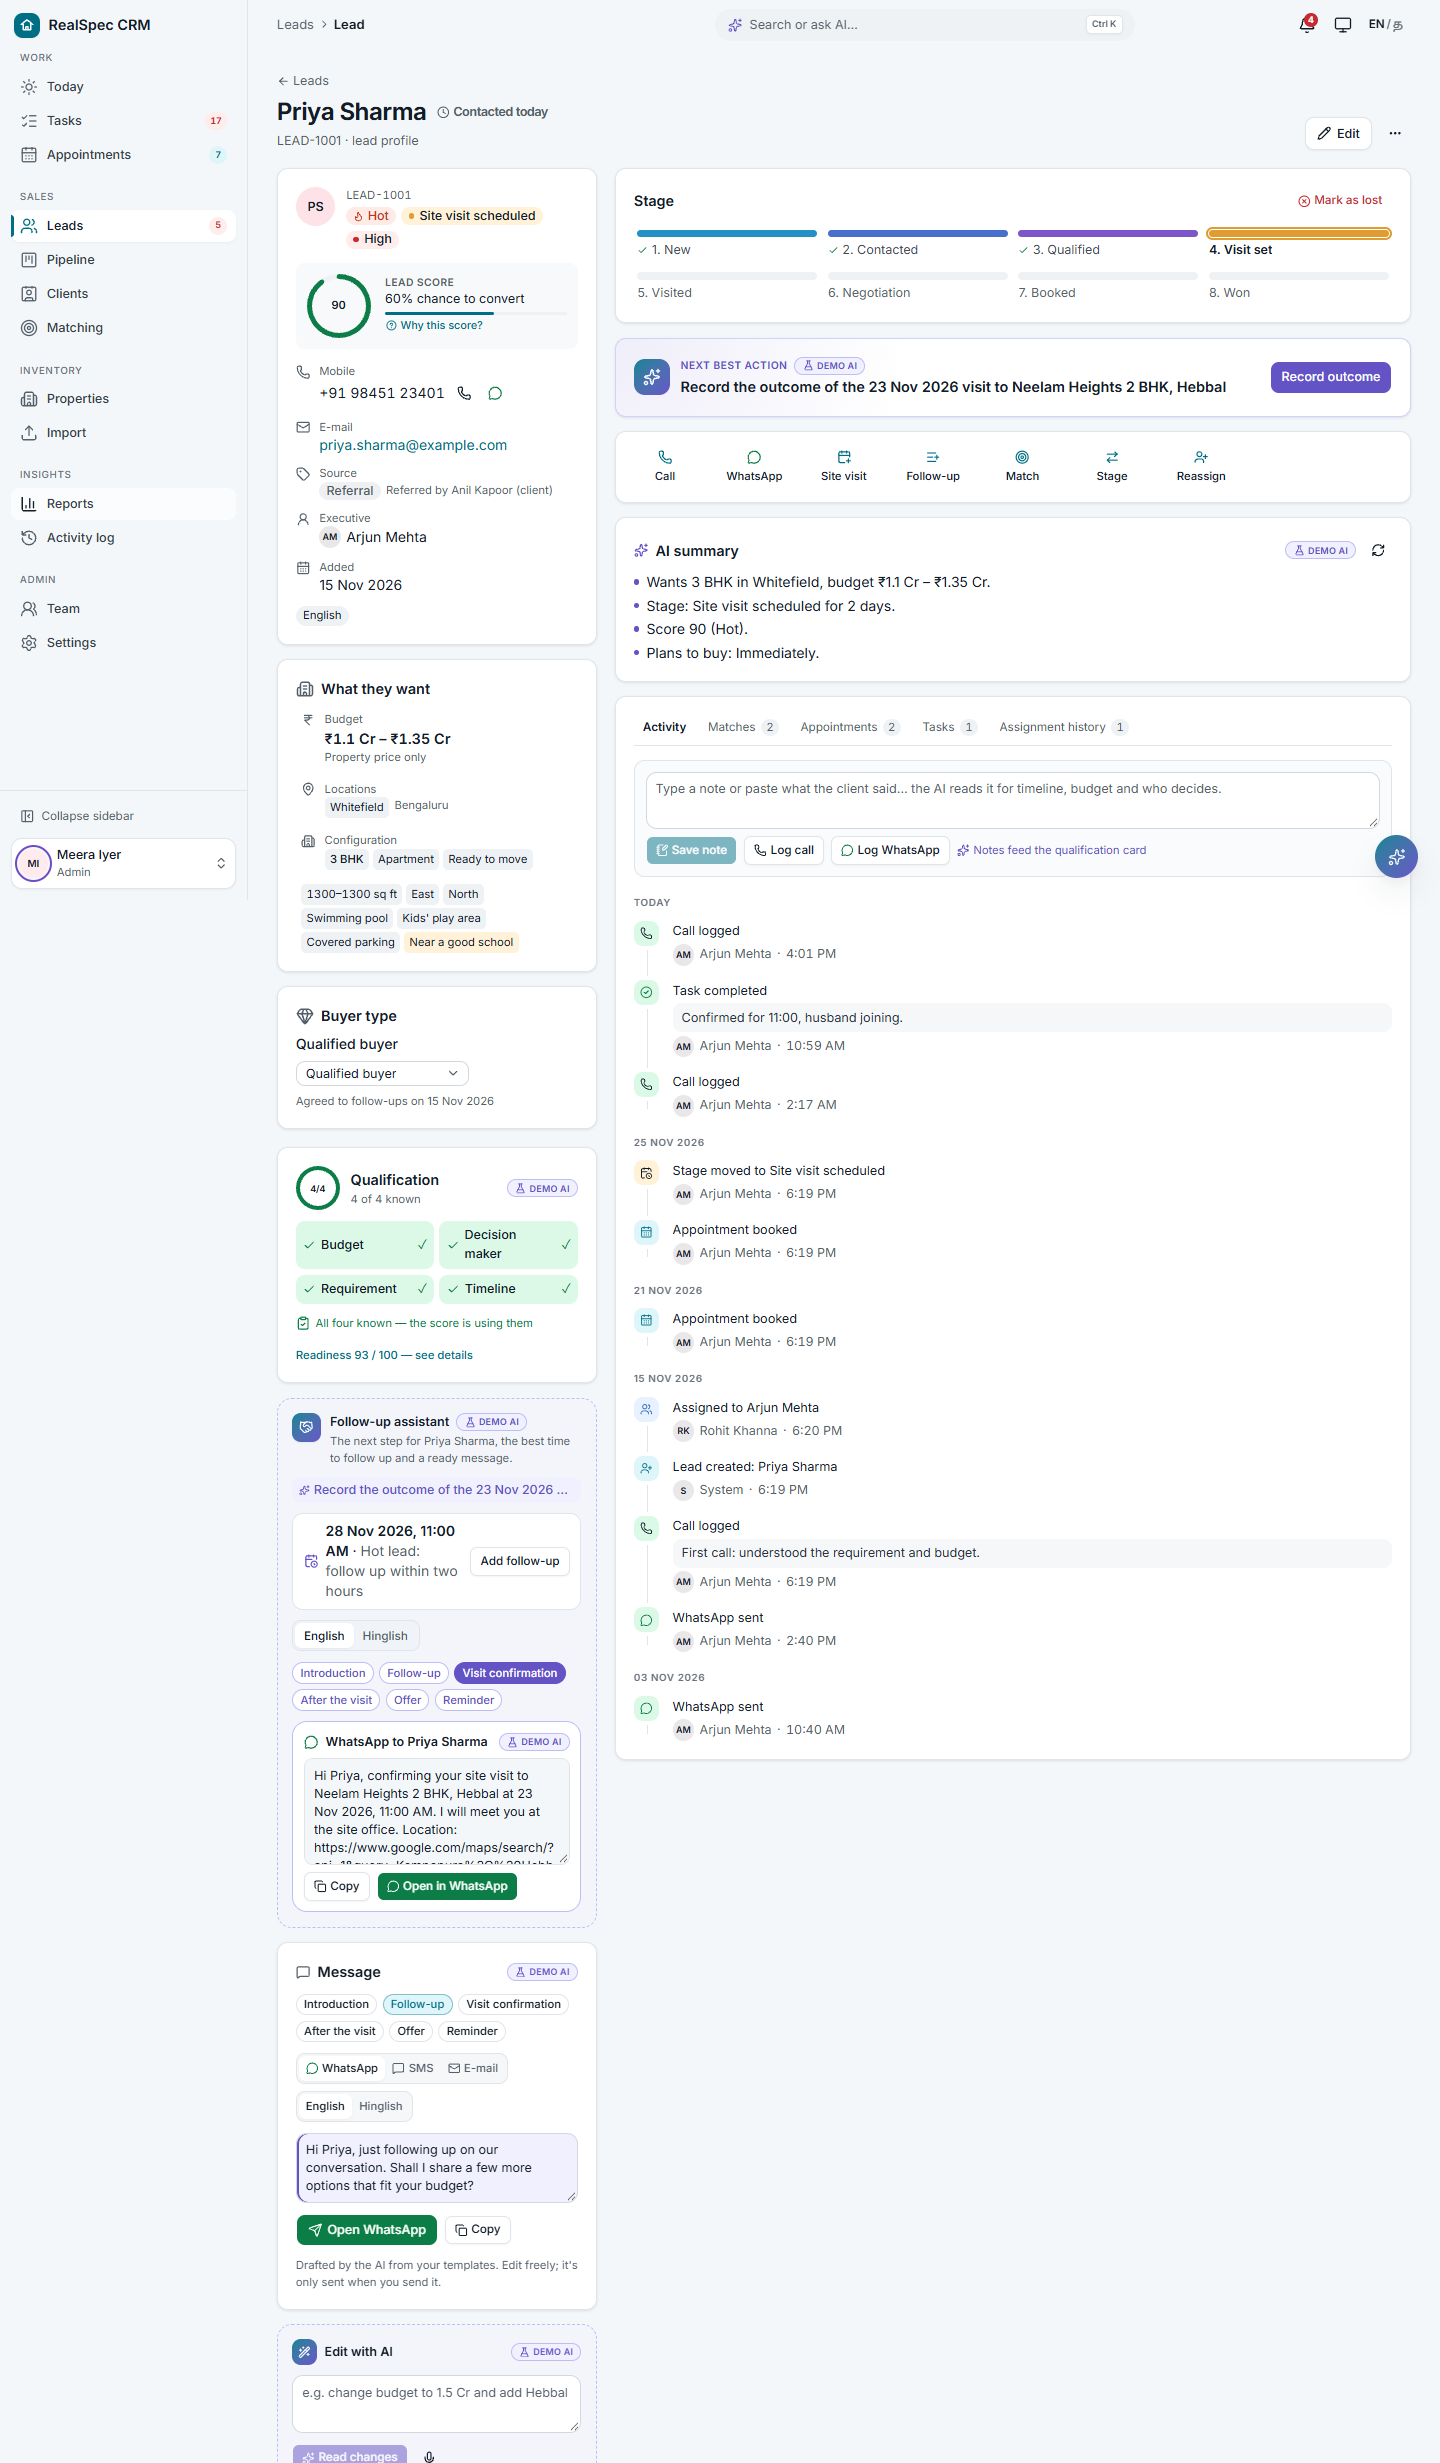 RealSpec CRM
WORK
Today
Tasks 17
Appointments 7
SALES
Leads 5
Pipeline
Clients
Matching
INVENTORY
Properties
Import
INSIGHTS
Reports
Activity log
ADMIN
Team
Settings
Collapse sidebar
MI Meera Iyer
Admin
Leads > Lead
Search or ask AI... Ctrl K
4
EN / த
← Leads
Priya Sharma Contacted today
LEAD-1001 · lead profile
Edit
PS LEAD-1001
Hot Site visit scheduled
High
90 LEAD SCORE
60% chance to convert
Why this score?
Mobile
+91 98451 23401
E-mail
priya.sharma@example.com
Source
Referral Referred by Anil Kapoor (client)
Executive
AM Arjun Mehta
Added
15 Nov 2026
English
What they want
₹ Budget
₹1.1 Cr – ₹1.35 Cr
Property price only
Locations
Whitefield Bengaluru
Configuration
3 BHK Apartment Ready to move
1300–1300 sq ft East North
Swimming pool Kids' play area
Covered parking Near a good school
Buyer type
Qualified buyer
Qualified buyer
Agreed to follow-ups on 15 Nov 2026
4/4 Qualification DEMO AI
4 of 4 known
✓ Budget ✓
✓ Decision maker ✓
✓ Requirement ✓
✓ Timeline ✓
All four known — the score is using them
Readiness 93 / 100 — see details
Follow-up assistant DEMO AI
The next step for Priya Sharma, the best time
to follow up and a ready message.
Record the outcome of the 23 Nov 2026 ...
28 Nov 2026, 11:00
AM · Hot lead:
follow up within two
hours
Add follow-up
English Hinglish
Introduction Follow-up Visit confirmation
After the visit Offer Reminder
WhatsApp to Priya Sharma DEMO AI
Hi Priya, confirming your site visit to
Neelam Heights 2 BHK, Hebbal at 23
Nov 2026, 11:00 AM. I will meet you at
the site office. Location:
https://www.google.com/maps/search/?
Copy Open in WhatsApp
Message DEMO AI
Introduction Follow-up Visit confirmation
After the visit Offer Reminder
WhatsApp SMS E-mail
English Hinglish
Hi Priya, just following up on our
conversation. Shall I share a few more
options that fit your budget?
Open WhatsApp Copy
Drafted by the AI from your templates. Edit freely; it's
only sent when you send it.
Edit with AI DEMO AI
e.g. change budget to 1.5 Cr and add Hebbal
Read changes
Stage Mark as lost
✓ 1. New ✓ 2. Contacted ✓ 3. Qualified 4. Visit set
5. Visited 6. Negotiation 7. Booked 8. Won
NEXT BEST ACTION DEMO AI
Record the outcome of the 23 Nov 2026 visit to Neelam Heights 2 BHK, Hebbal
Record outcome
Call WhatsApp Site visit Follow-up Match Stage Reassign
AI summary DEMO AI
• Wants 3 BHK in Whitefield, budget ₹1.1 Cr – ₹1.35 Cr.
• Stage: Site visit scheduled for 2 days.
• Score 90 (Hot).
• Plans to buy: Immediately.
Activity Matches 2 Appointments 2 Tasks 1 Assignment history 1
Type a note or paste what the client said... the AI reads it for timeline, budget and who decides.
Save note Log call Log WhatsApp Notes feed the qualification card
TODAY
Call logged
AM Arjun Mehta · 4:01 PM
Task completed
Confirmed for 11:00, husband joining.
AM Arjun Mehta · 10:59 AM
Call logged
AM Arjun Mehta · 2:17 AM
25 NOV 2026
Stage moved to Site visit scheduled
AM Arjun Mehta · 6:19 PM
Appointment booked
AM Arjun Mehta · 6:19 PM
21 NOV 2026
Appointment booked
AM Arjun Mehta · 6:19 PM
15 NOV 2026
Assigned to Arjun Mehta
RK Rohit Khanna · 6:20 PM
Lead created: Priya Sharma
S System · 6:19 PM
Call logged
First call: understood the requirement and budget.
AM Arjun Mehta · 6:19 PM
WhatsApp sent
AM Arjun Mehta · 2:40 PM
03 NOV 2026
WhatsApp sent
AM Arjun Mehta · 10:40 AM